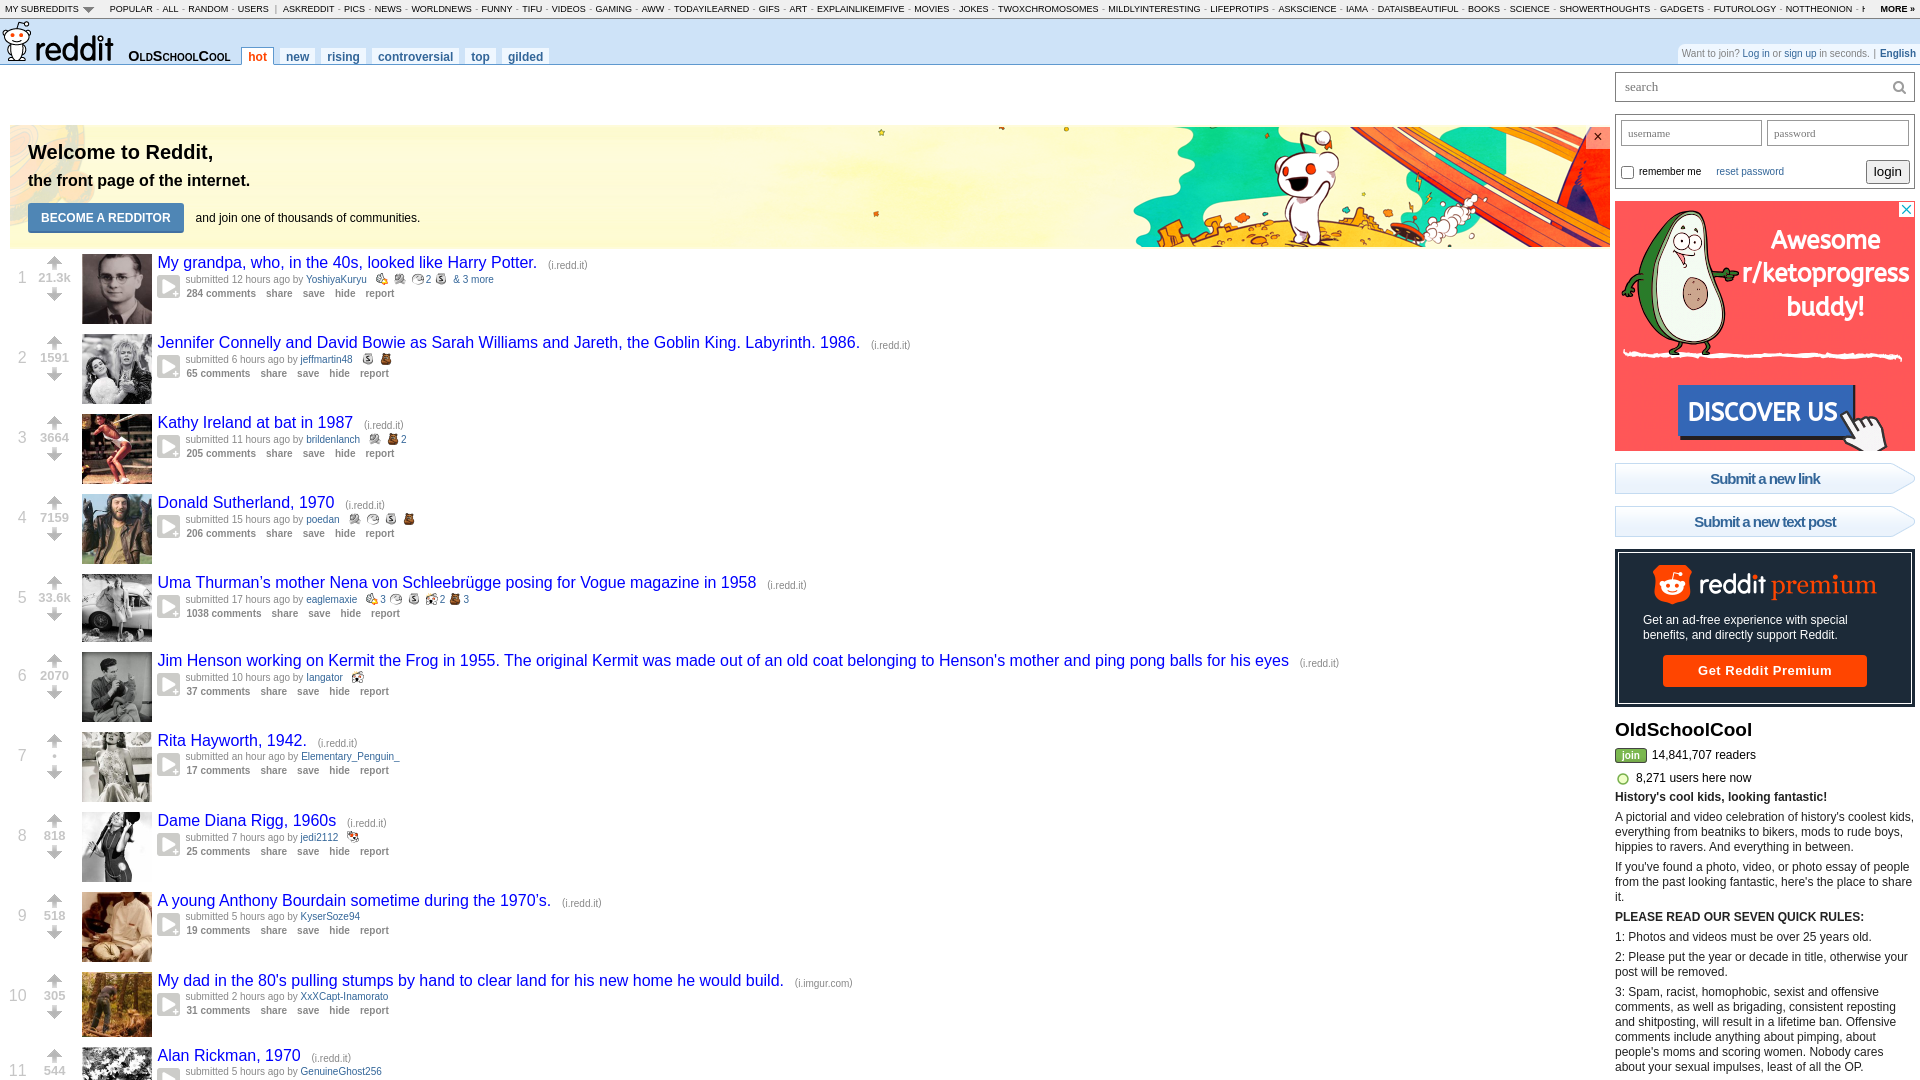 MY SUBREDDITS POPULAR - ALL - RANDOM - USERS | ASKREDDIT - PICS - NEWS - WORLDNEWS - FUNNY - TIFU - VIDEOS - GAMING - AWW - TODAYILEARNED - GIFS - ART - EXPLAINLIKEIMFIVE - MOVIES - JOKES - TWOXCHROMOSOMES - MILDLYINTERESTING - LIFEPROTIPS - ASKSCIENCE - IAMA - DATAISBEAUTIFUL - BOOKS - SCIENCE - SHOWERTHOUGHTS - GADGETS - FUTUROLOGY - NOTTHEONION - MORE »
reddit OLDSCHOOLCOOL hot new rising controversial top gilded
Want to join? Log in or sign up in seconds. | English
search
username password
remember me reset password login
Welcome to Reddit,
the front page of the internet.
BECOME A REDDITOR and join one of thousands of communities.
×
1 21.3k
My grandpa, who, in the 40s, looked like Harry Potter. (i.redd.it)
submitted 12 hours ago by YoshiyaKuryu 2 & 3 more
284 comments share save hide report
2 1591
Jennifer Connelly and David Bowie as Sarah Williams and Jareth, the Goblin King. Labyrinth. 1986. (i.redd.it)
submitted 6 hours ago by jeffmartin48
65 comments share save hide report
3 3664
Kathy Ireland at bat in 1987 (i.redd.it)
submitted 11 hours ago by brildenlanch 2
205 comments share save hide report
4 7159
Donald Sutherland, 1970 (i.redd.it)
submitted 15 hours ago by poedan
206 comments share save hide report
5 33.6k
Uma Thurman’s mother Nena von Schleebrügge posing for Vogue magazine in 1958 (i.redd.it)
submitted 17 hours ago by eaglemaxie 3 2 3
1038 comments share save hide report
6 2070
Jim Henson working on Kermit the Frog in 1955. The original Kermit was made out of an old coat belonging to Henson's mother and ping pong balls for his eyes (i.redd.it)
submitted 10 hours ago by Iangator
37 comments share save hide report
7 •
Rita Hayworth, 1942. (i.redd.it)
submitted an hour ago by Elementary_Penguin_
17 comments share save hide report
8 818
Dame Diana Rigg, 1960s (i.redd.it)
submitted 7 hours ago by jedi2112
25 comments share save hide report
9 518
A young Anthony Bourdain sometime during the 1970’s. (i.redd.it)
submitted 5 hours ago by KyserSoze94
19 comments share save hide report
10 305
My dad in the 80's pulling stumps by hand to clear land for his new home he would build. (i.imgur.com)
submitted 2 hours ago by XxXCapt-Inamorato
31 comments share save hide report
11 544
Alan Rickman, 1970 (i.redd.it)
submitted 5 hours ago by GenuineGhost256
Awesome
r/ketoprogress
buddy!
DISCOVER US
Submit a new link
Submit a new text post
reddit premium
Get an ad-free experience with special
benefits, and directly support Reddit.
Get Reddit Premium
OldSchoolCool
join 14,841,707 readers
8,271 users here now
History's cool kids, looking fantastic!
A pictorial and video celebration of history's coolest kids,
everything from beatniks to bikers, mods to rude boys,
hippies to ravers. And everything in between.
If you've found a photo, video, or photo essay of people
from the past looking fantastic, here's the place to share
it.
PLEASE READ OUR SEVEN QUICK RULES:
1: Photos and videos must be over 25 years old.
2: Please put the year or decade in title, otherwise your
post will be removed.
3: Spam, racist, homophobic, sexist and offensive
comments, as well as brigading, consistent reposting
and shitposting, will result in a lifetime ban. Offensive
comments include anything about pimping, about
people's moms and scoring women. Nobody cares
about your sexual impulses, least of all the OP.